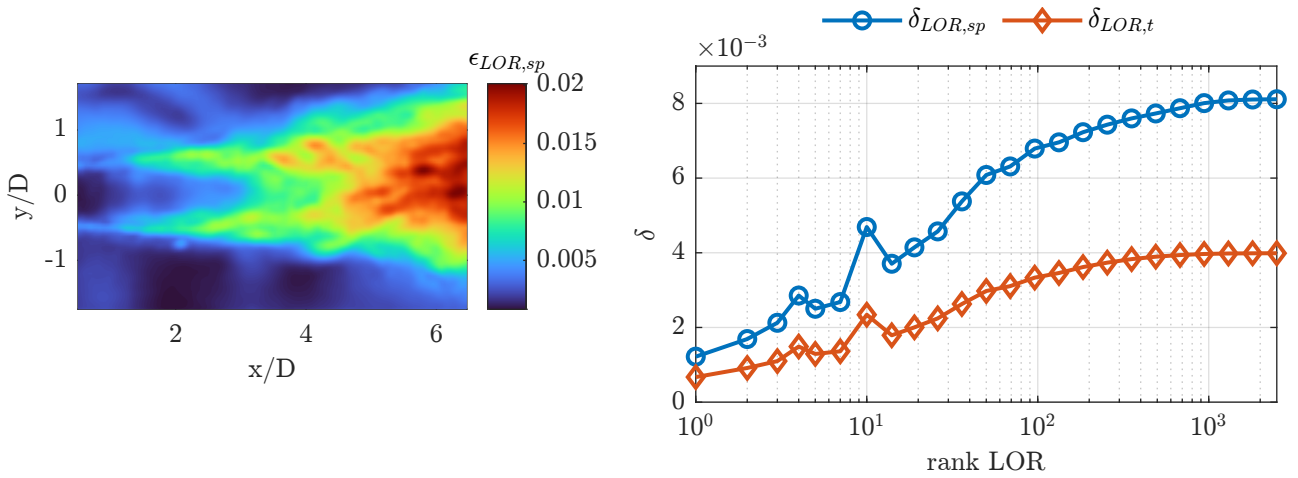 ϵ_{LOR,sp}
y/D
1
0
-1
2
4
6
x/D
0.02
0.015
0.01
0.005
δ_{LOR,sp}
δ_{LOR,t}
×10^{-3}
8
6
4
2
0
δ
10^0
10^1
10^2
10^3
rank LOR